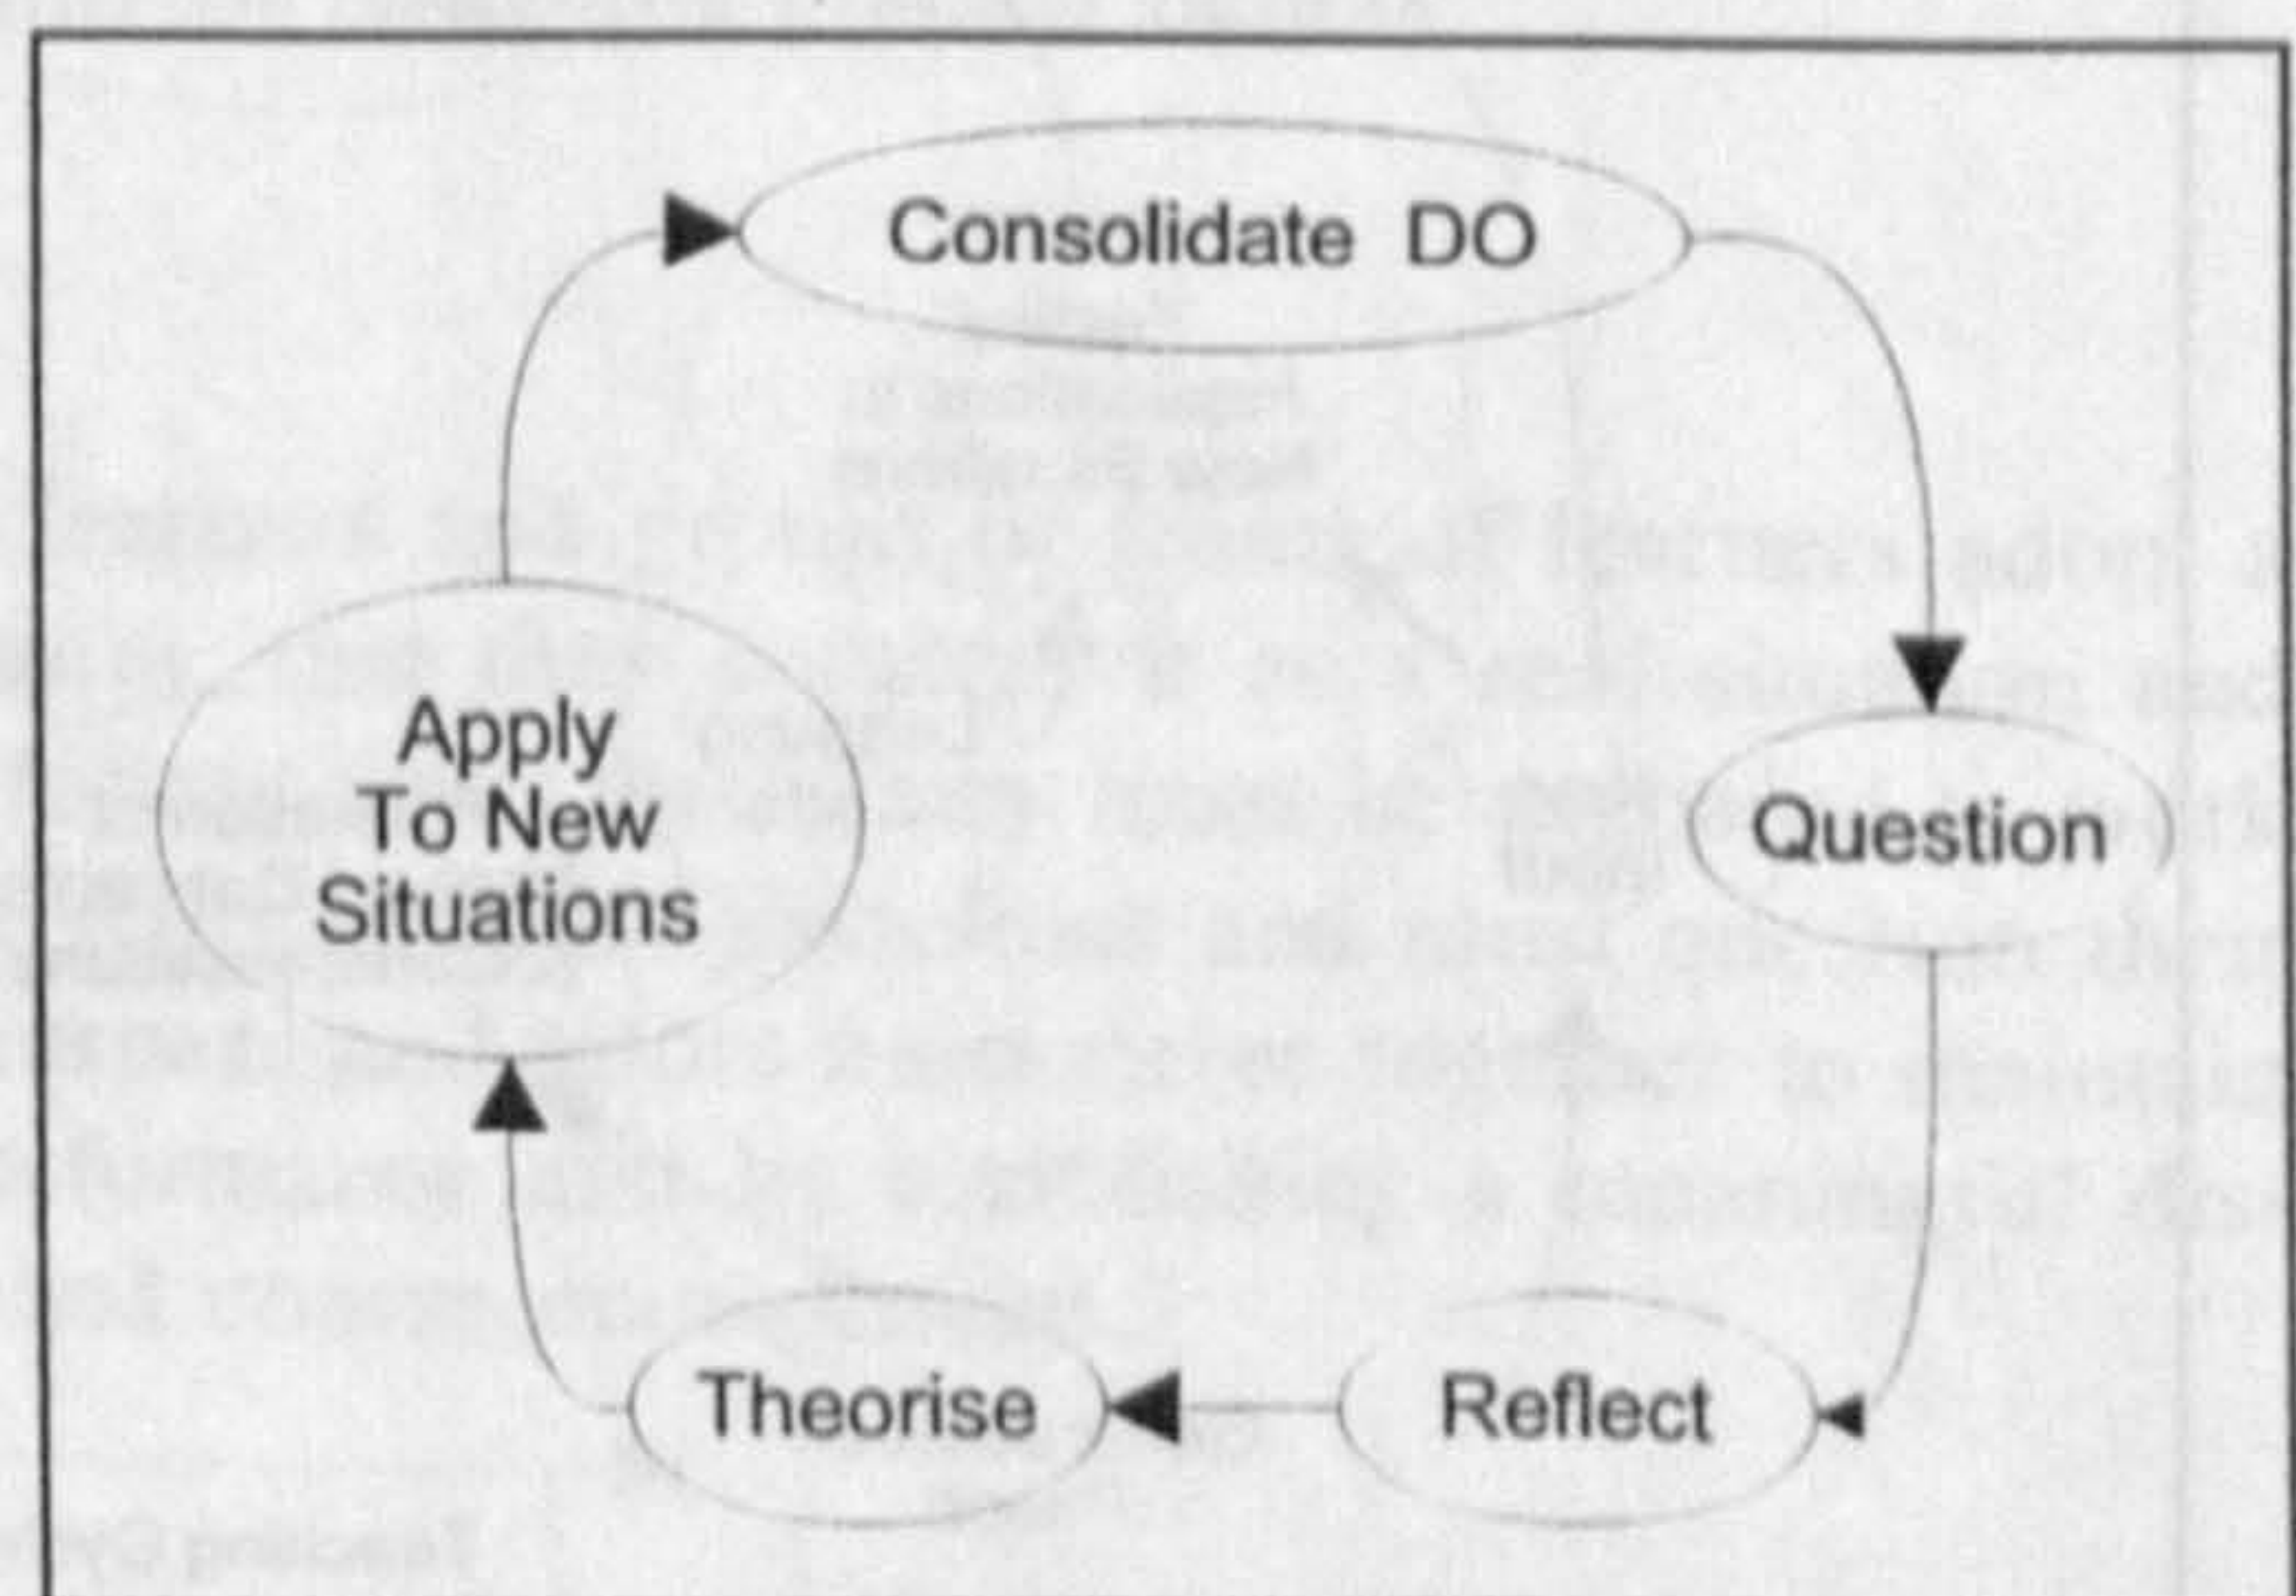 Consolidate DO
Question
Reflect
Theorise
Apply
To New
Situations